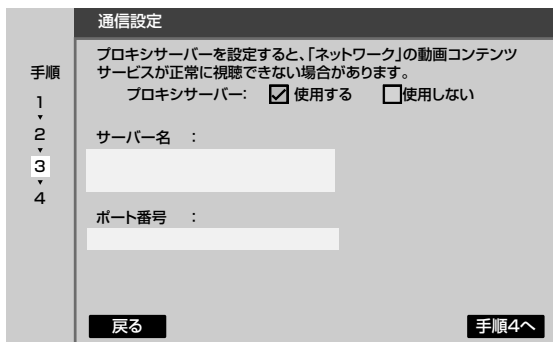 通信設定
手順
1
2
3
4
プロキシサーバーを設定すると、「ネットワーク」の動画コンテンツ
サービスが正常に視聴できない場合があります。
プロキシサーバー: 使用する 使用しない
サーバー名 :
ポート番号 :
戻る
手順4へ